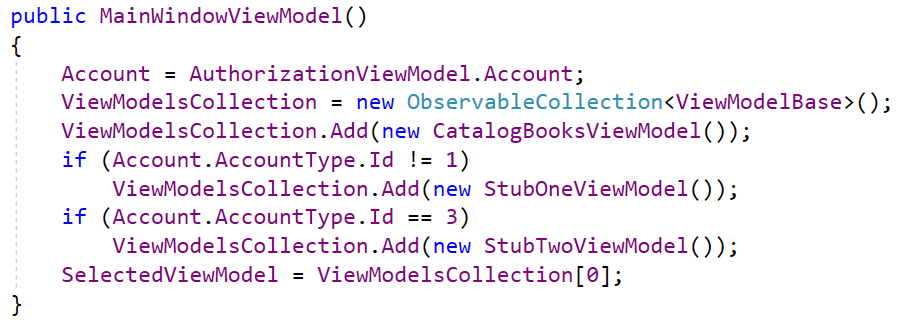 public MainWindowViewModel()
{
    Account = AuthorizationViewModel.Account;
    ViewModelsCollection = new ObservableCollection<ViewModelBase>();
    ViewModelsCollection.Add(new CatalogBooksViewModel());
    if (Account.AccountType.Id != 1)
        ViewModelsCollection.Add(new StubOneViewModel());
    if (Account.AccountType.Id == 3)
        ViewModelsCollection.Add(new StubTwoViewModel());
    SelectedViewModel = ViewModelsCollection[0];
}